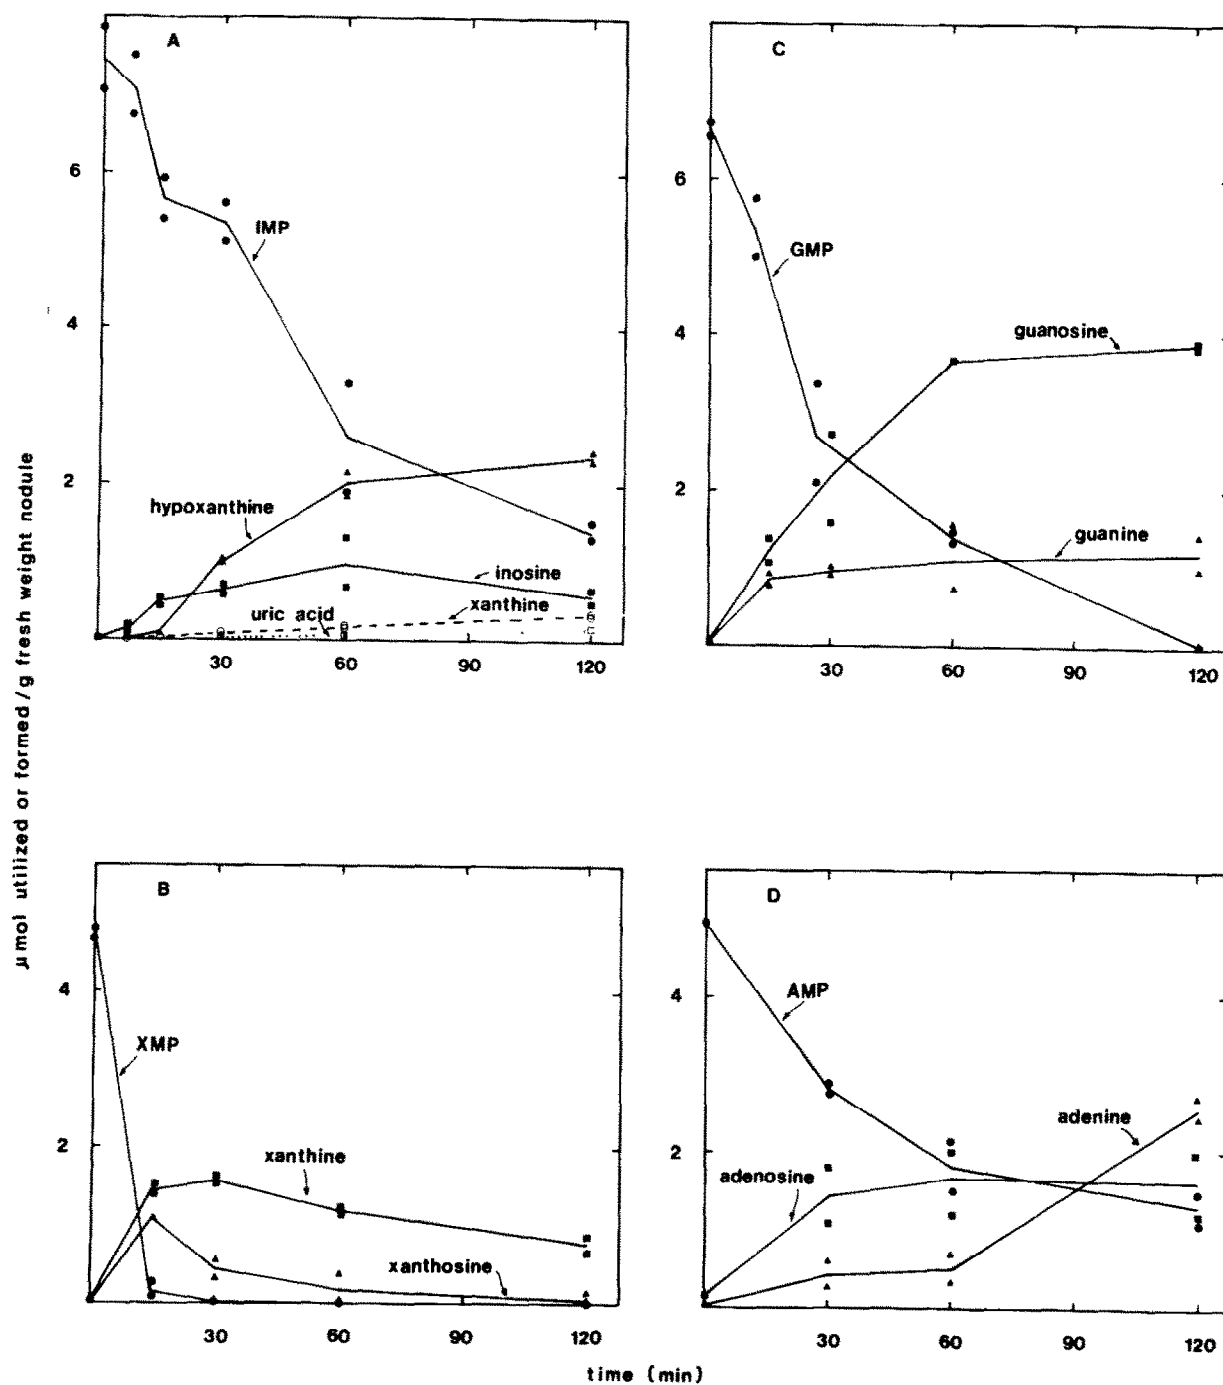 A
6
4
2
IMP
hypoxanthine
inosine
uric acid
xanthine
30
60
90
120
C
6
4
2
GMP
guanosine
guanine
30
60
90
120
B
4
2
XMP
xanthine
xanthosine
30
60
90
120
D
4
2
AMP
adenine
adenosine
30
60
90
120
μmol utilized or formed/g fresh weight nodule
time (min)